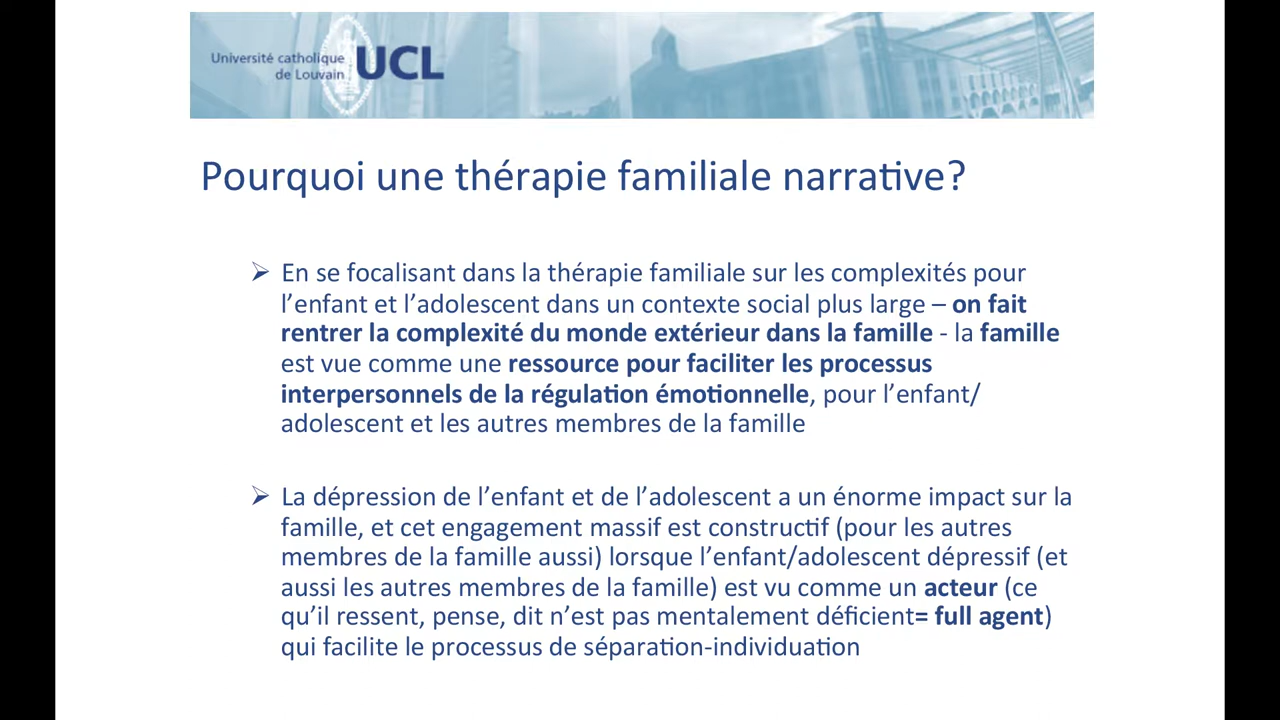 Université catholique
de Louvain
UCL
Pourquoi une thérapie familiale narrative?
➢ En se focalisant dans la thérapie familiale sur les complexités pour
l’enfant et l’adolescent dans un contexte social plus large – on fait
rentrer la complexité du monde extérieur dans la famille - la famille
est vue comme une ressource pour faciliter les processus
interpersonnels de la régulation émotionnelle, pour l’enfant/
adolescent et les autres membres de la famille
➢ La dépression de l’enfant et de l’adolescent a un énorme impact sur la
famille, et cet engagement massif est constructif (pour les autres
membres de la famille aussi) lorsque l’enfant/adolescent dépressif (et
aussi les autres membres de la famille) est vu comme un acteur (ce
qu’il ressent, pense, dit n’est pas mentalement déficient= full agent)
qui facilite le processus de séparation-individuation